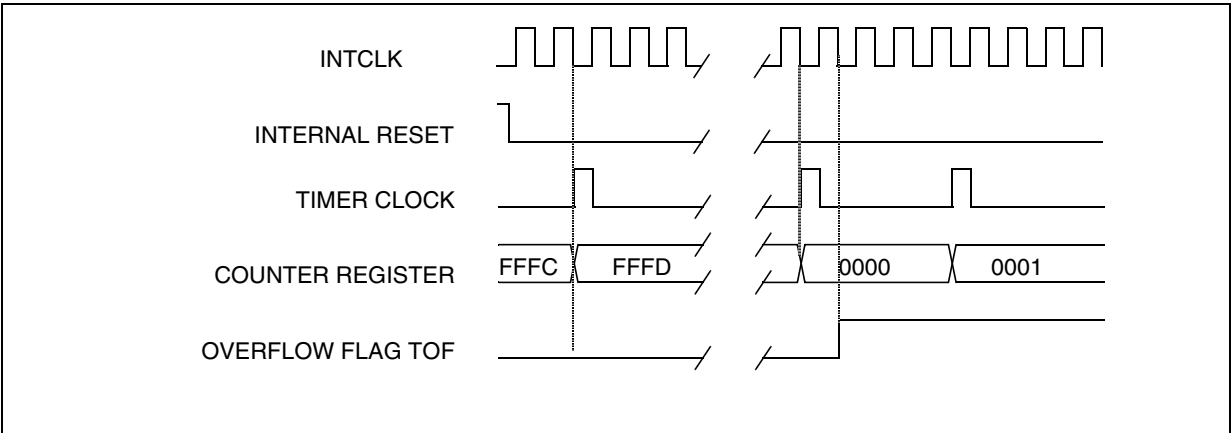 INTCLK
INTERNAL RESET
TIMER CLOCK
COUNTER REGISTER
FFFC
FFFD
0000
0001
OVERFLOW FLAG TOF